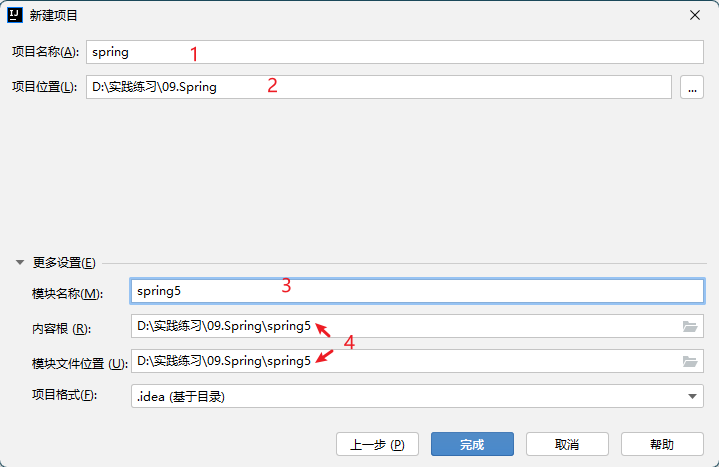 IJ 新建项目
项目名称(A): spring 1
项目位置(L): D:\实践练习\09.Spring 2 ...
更多设置(E)
模块名称(M): spring5 3
内容根 (R): D:\实践练习\09.Spring\spring5
4
模块文件位置 (U): D:\实践练习\09.Spring\spring5
项目格式(F): .idea (基于目录)
上一步 (P) 完成 取消 帮助